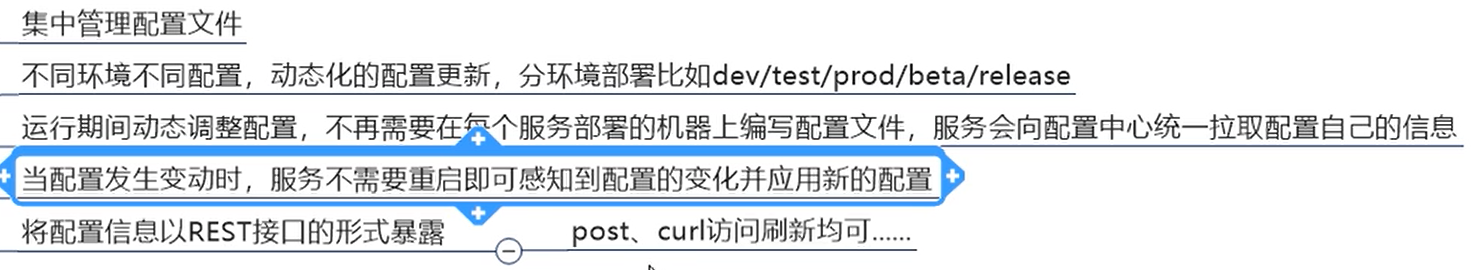 集中管理配置文件
不同环境不同配置，动态化的配置更新，分环境部署比如dev/test/prod/beta/release
运行期间动态调整配置，不再需要在每个服务部署的机器上编写配置文件，服务会向配置中心统一拉取配置自己的信息
当配置发生变动时，服务不需要重启即可感知到配置的变化并应用新的配置
将配置信息以REST接口的形式暴露 post、curl访问刷新均可......